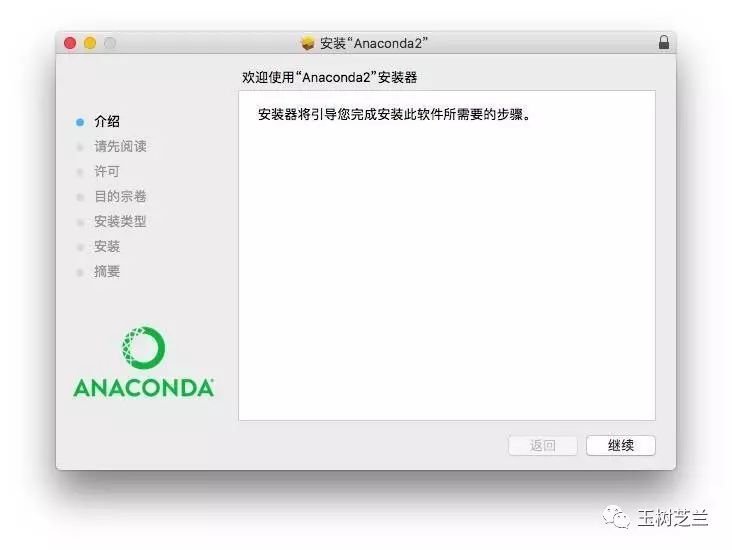 安装“Anaconda2”
欢迎使用“Anaconda2”安装器
介绍
请先阅读
许可
目的宗卷
安装类型
安装
摘要
安装器将引导您完成安装此软件所需要的步骤。
ANACONDA
返回
继续
玉树芝兰